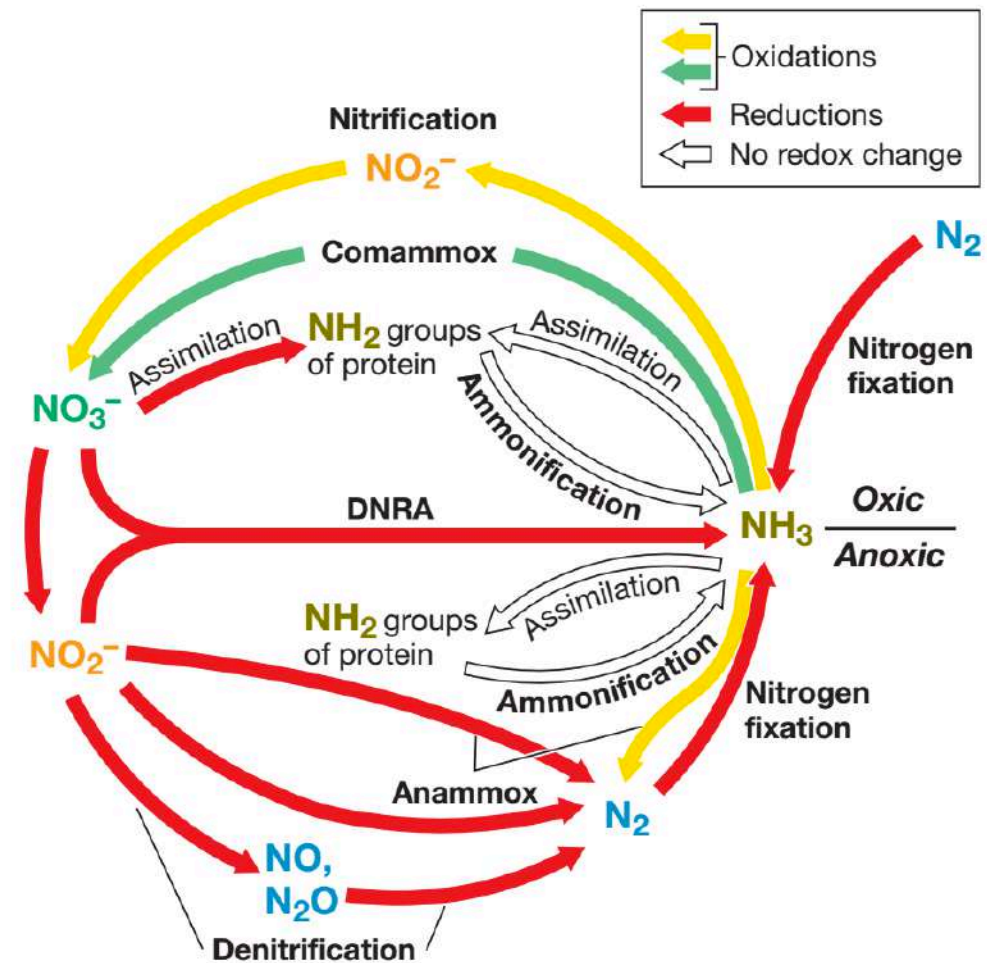 Oxidations
Reductions
No redox change
Nitrification
NO₂⁻
N₂
Comammox
Assimilation
NH₂ groups
of protein
Assimilation
Ammonification
Nitrogen
fixation
NO₃⁻
DNRA
NH₃
Oxic
Anoxic
NH₂ groups
of protein
Assimilation
Ammonification
NO₂⁻
Nitrogen
fixation
Anammox
N₂
NO,
N₂O
Denitrification